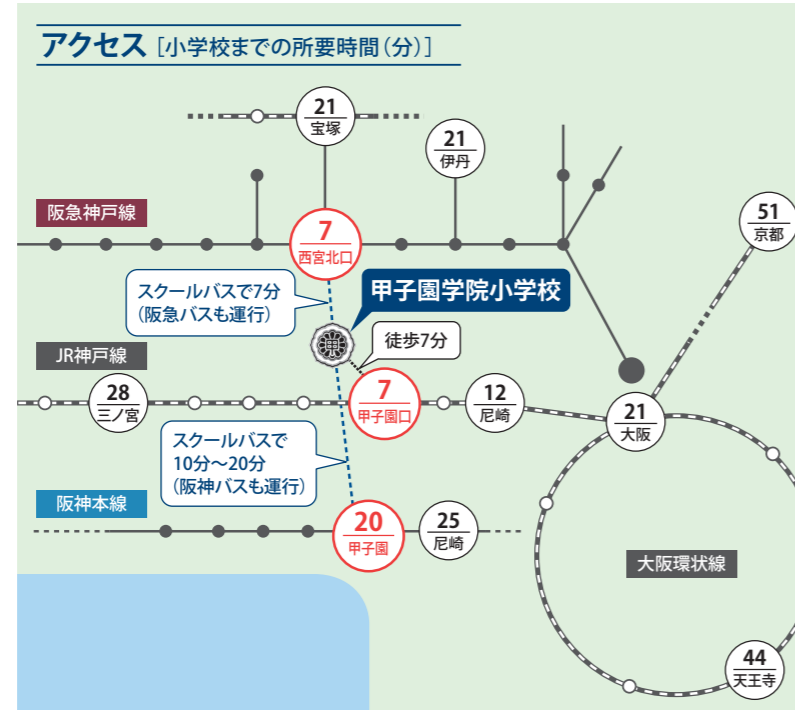 アクセス［小学校までの所要時間（分）］
21
宝塚
21
伊丹
阪急神戸線
7
西宮北口
51
京都
スクールバスで7分
（阪急バスも運行）
甲子園学院小学校
徒歩7分
JR神戸線
28
三ノ宮
7
甲子園口
12
尼崎
21
大阪
スクールバスで
10分〜20分
（阪神バスも運行）
阪神本線
20
甲子園
25
尼崎
大阪環状線
44
天王寺